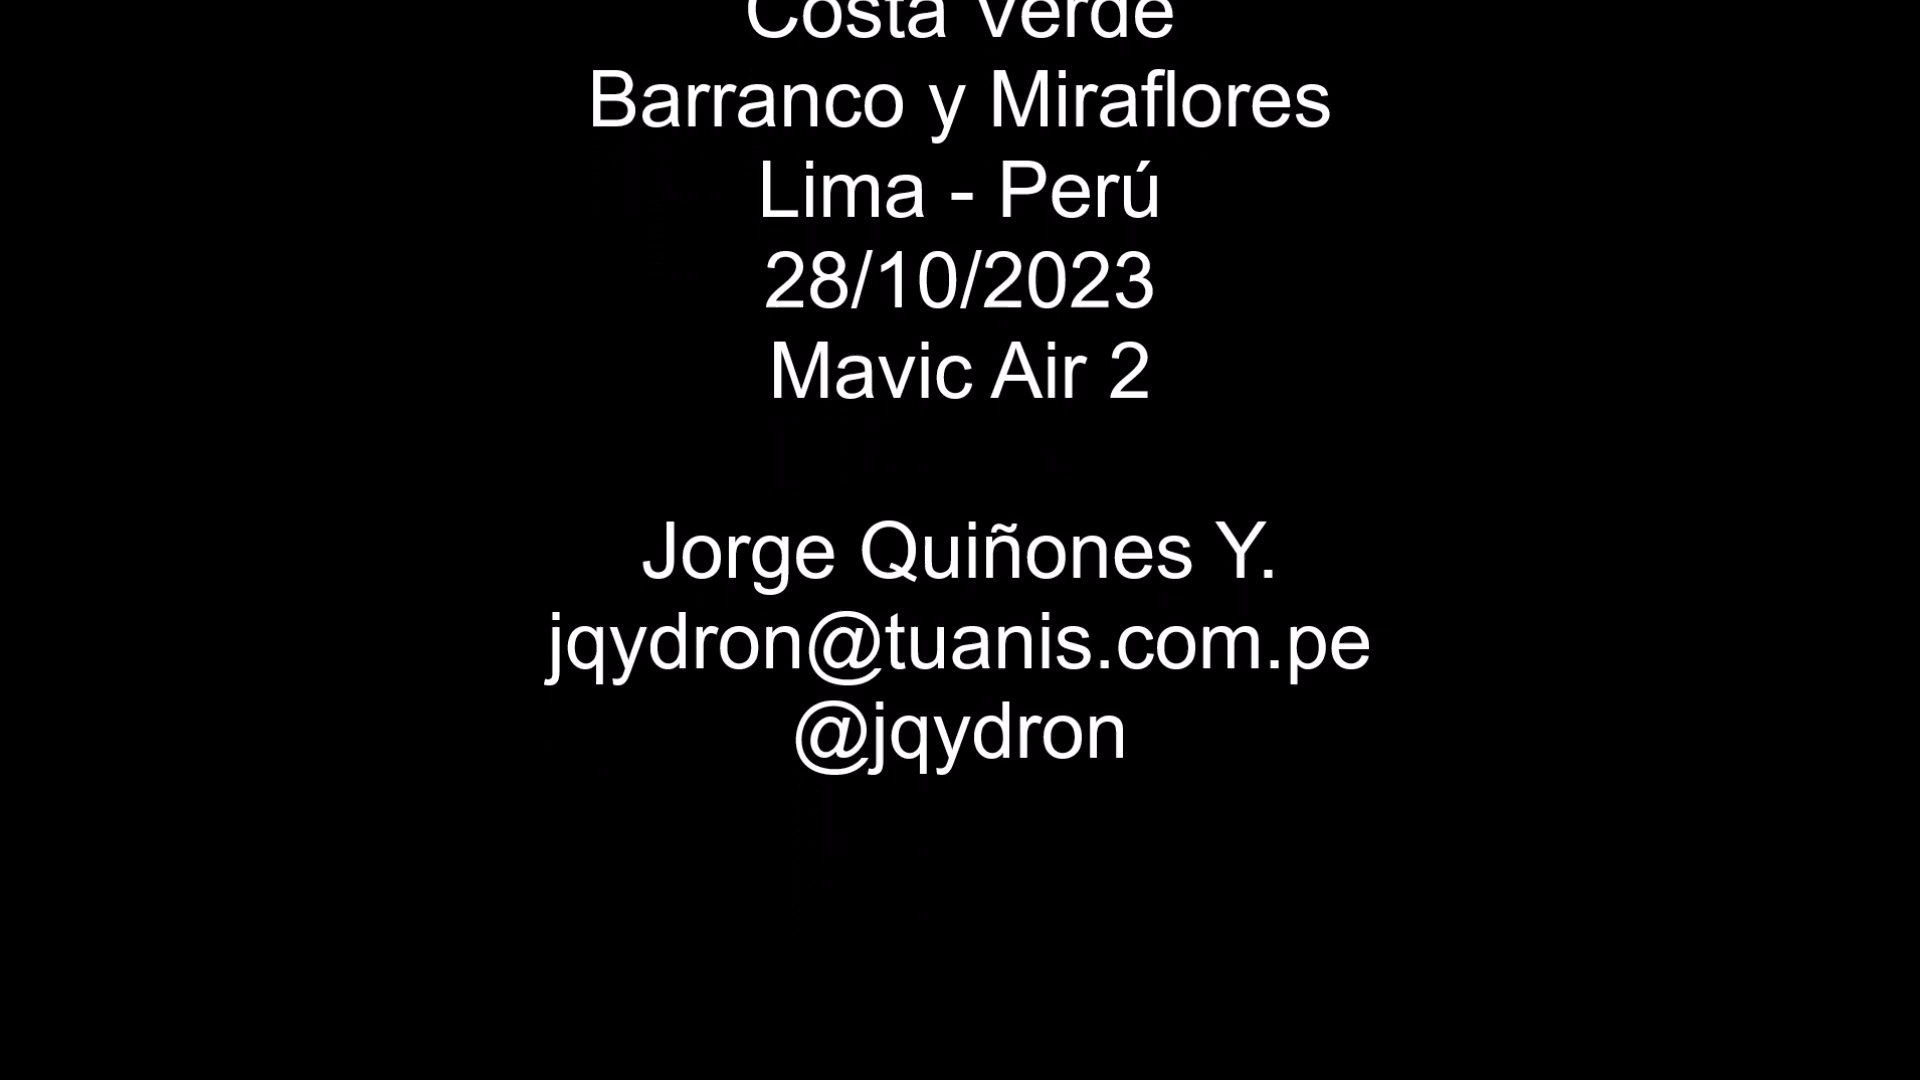 Costa Verde
Barranco y Miraflores
Lima - Perú
28/10/2023
Mavic Air 2
Jorge Quiñones Y.
jqydron@tuanis.com.pe
@jqydron